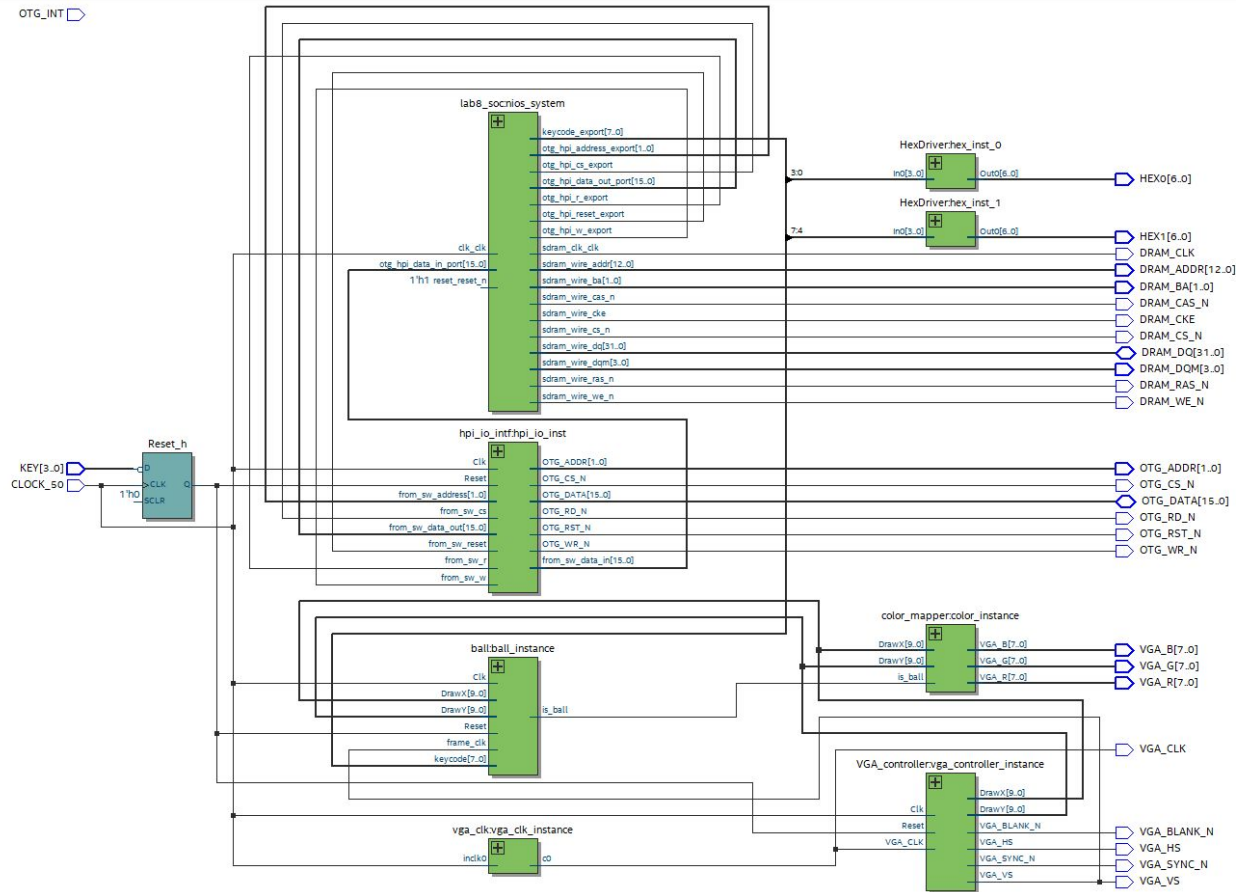 OTG_INT
lab8_soc:nios_system
keycode_export[7..0]
otg_hpi_address_export[1..0]
otg_hpi_cs_export
otg_hpi_data_out_port[15..0]
otg_hpi_r_export
otg_hpi_reset_export
otg_hpi_w_export
clk_clk
sdram_clk_clk
otg_hpi_data_in_port[15..0]
sdram_wire_addr[12..0]
1'h1 reset_reset_n
sdram_wire_ba[1..0]
sdram_wire_cas_n
sdram_wire_cke
sdram_wire_cs_n
sdram_wire_dq[31..0]
sdram_wire_dqm[3..0]
sdram_wire_ras_n
sdram_wire_we_n
HexDriver:hex_inst_0
3:0
In0[3..0]
Out0[6..0]
HEX0[6..0]
HexDriver:hex_inst_1
7:4
In0[3..0]
Out0[6..0]
HEX1[6..0]
DRAM_CLK
DRAM_ADDR[12..0]
DRAM_BA[1..0]
DRAM_CAS_N
DRAM_CKE
DRAM_CS_N
DRAM_DQ[31..0]
DRAM_DQM[3..0]
DRAM_RAS_N
DRAM_WE_N
Reset_h
KEY[3..0]
CLOCK_50
D
CLK
Q
1'h0
SCLR
hpi_io_intf:hpi_io_inst
Clk
OTG_ADDR[1..0]
Reset
OTG_CS_N
from_sw_address[1..0]
OTG_DATA[15..0]
from_sw_cs
OTG_RD_N
from_sw_data_out[15..0]
OTG_RST_N
from_sw_reset
OTG_WR_N
from_sw_r
from_sw_data_in[15..0]
from_sw_w
OTG_ADDR[1..0]
OTG_CS_N
OTG_DATA[15..0]
OTG_RD_N
OTG_RST_N
OTG_WR_N
color_mapper:color_instance
DrawX[9..0]
VGA_B[7..0]
DrawY[9..0]
VGA_G[7..0]
is_ball
VGA_R[7..0]
VGA_B[7..0]
VGA_G[7..0]
VGA_R[7..0]
ball:ball_instance
Clk
DrawX[9..0]
DrawY[9..0]
is_ball
Reset
frame_clk
keycode[7..0]
VGA_CLK
VGA_controller:vga_controller_instance
DrawX[9..0]
Clk
DrawY[9..0]
Reset
VGA_BLANK_N
VGA_CLK
VGA_HS
VGA_SYNC_N
VGA_VS
VGA_BLANK_N
VGA_HS
VGA_SYNC_N
VGA_VS
vga_clk:vga_clk_instance
inclk0
c0